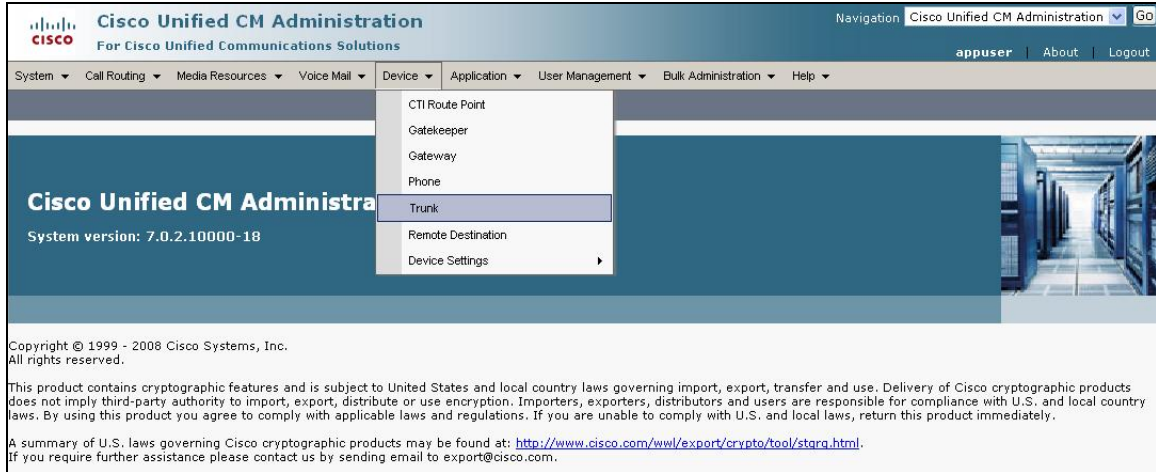 CISCO
Cisco Unified CM Administration
For Cisco Unified Communications Solutions
Navigation Cisco Unified CM Administration Go
appuser About Logout
System Call Routing Media Resources Voice Mail Device Application User Management Bulk Administration Help
CTI Route Point
Gatekeeper
Gateway
Phone
Trunk
Remote Destination
Device Settings
Cisco Unified CM Administra
System version: 7.0.2.10000-18
Copyright © 1999 - 2008 Cisco Systems, Inc.
All rights reserved.
This product contains cryptographic features and is subject to United States and local country laws governing import, export, transfer and use. Delivery of Cisco cryptographic products
does not imply third-party authority to import, export, distribute or use encryption. Importers, exporters, distributors and users are responsible for compliance with U.S. and local country
laws. By using this product you agree to comply with applicable laws and regulations. If you are unable to comply with U.S. and local laws, return this product immediately.
A summary of U.S. laws governing Cisco cryptographic products may be found at: http://www.cisco.com/wwl/export/crypto/tool/stqrg.html.
If you require further assistance please contact us by sending email to export@cisco.com.